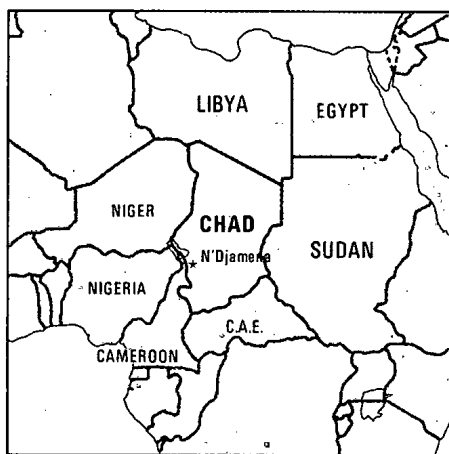 LIBYA
EGYPT
NIGER
CHAD
N'Djamena
SUDAN
NIGERIA
C.A.E.
CAMEROON